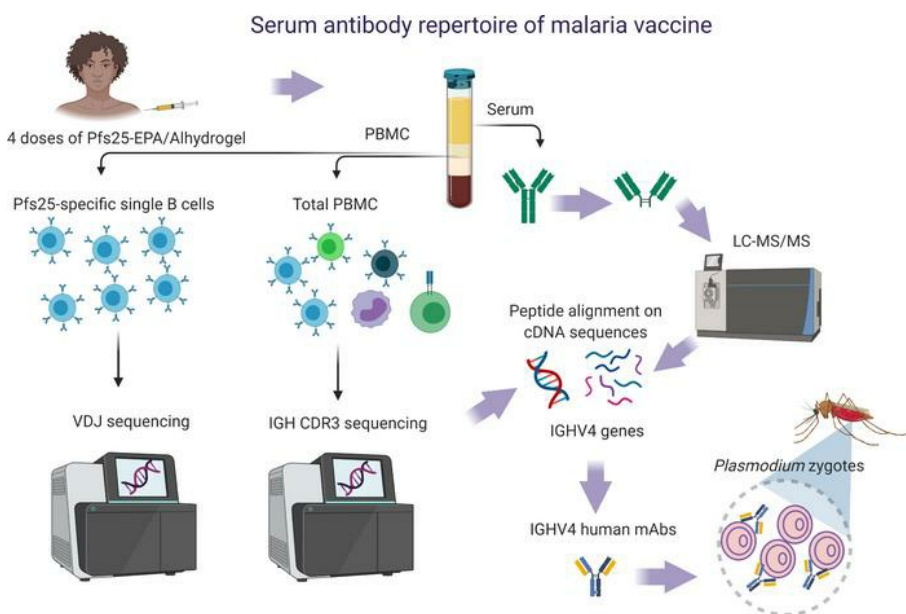 Serum antibody repertoire of malaria vaccine
4 doses of Pfs25-EPA/Alhydrogel
PBMC
Serum
Pfs25-specific single B cells
Total PBMC
LC-MS/MS
Peptide alignment on
cDNA sequences
VDJ sequencing
IGH CDR3 sequencing
IGHV4 genes
Plasmodium zygotes
IGHV4 human mAbs